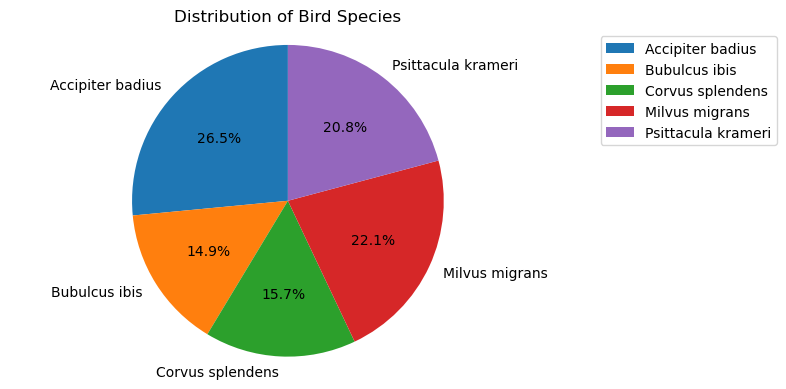 Distribution of Bird Species
Accipiter badius
Bubulcus ibis
Corvus splendens
Milvus migrans
Psittacula krameri
26.5%
14.9%
15.7%
22.1%
20.8%
Accipiter badius
Bubulcus ibis
Corvus splendens
Milvus migrans
Psittacula krameri